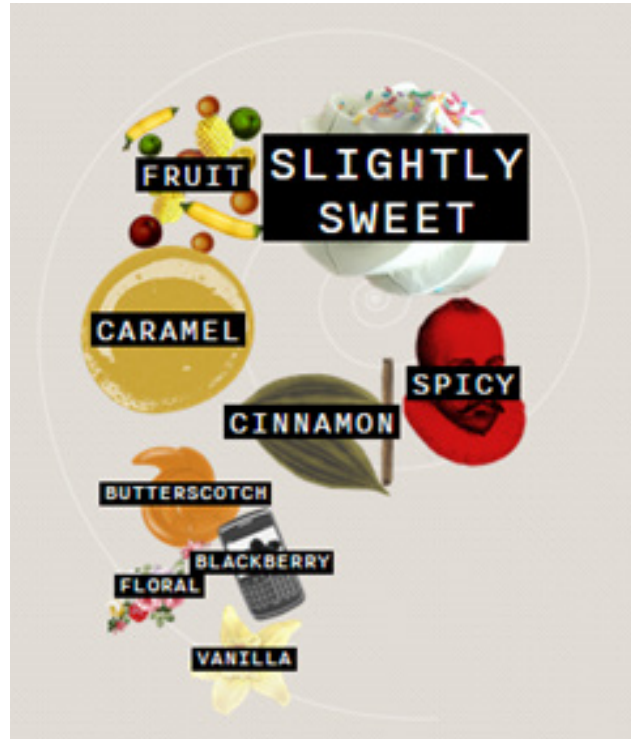 FRUIT
SLIGHTLY
SWEET
CARAMEL
SPICY
CINNAMON
BUTTERSCOTCH
BLACKBERRY
FLORAL
VANILLA